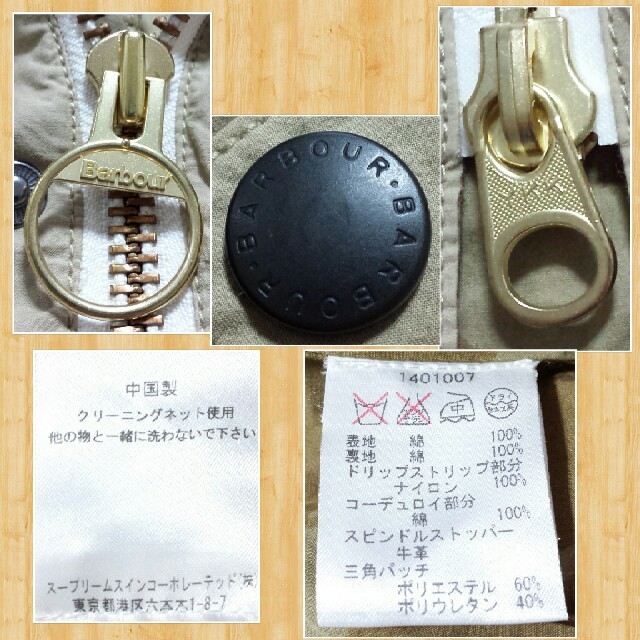 Barbour
BARBOUR·BARBOUR·
YKK
中国製
クリーニングネット使用
他の物と一緒に洗わないで下さい
スープリームスインコーポレーテッド(株)
東京都港区六本木1-8-7
1401007
中
ドライ
表地 綿 100%
裏地 綿 100%
ドリップストリップ部分
ナイロン 100%
コーデュロイ部分
綿 100%
スピンドルストッパー
牛革
三角パッチ
ポリエステル 60%
ポリウレタン 40%